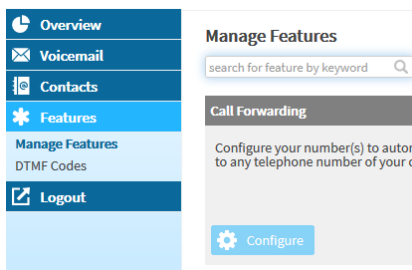 Overview
Voicemail
Contacts
Features
Manage Features
DTMF Codes
Logout
Manage Features
search for feature by keyword
Call Forwarding
Configure your number(s) to
to any telephone number of your
Configure